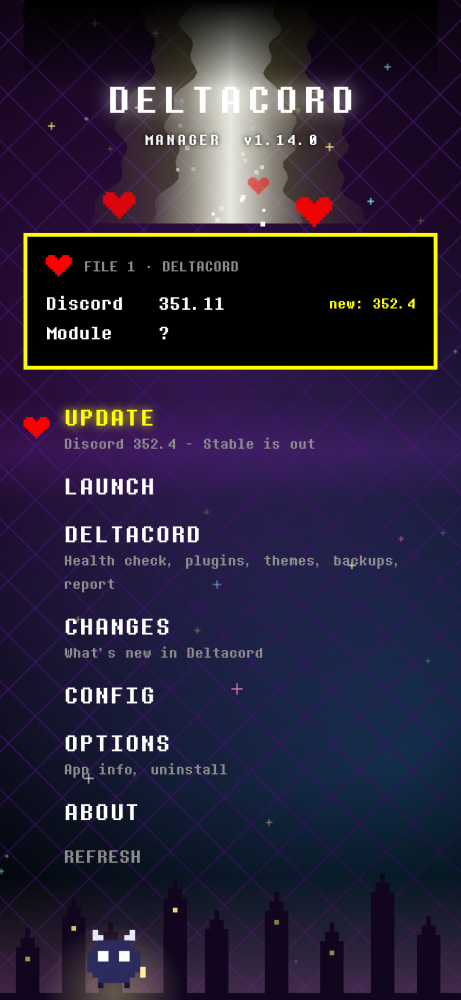 DELTACORD
MANAGER v1.14.0
FILE 1 · DELTACORD
Discord 351.11 new: 352.4
Module ?
UPDATE
Discord 352.4 - Stable is out
LAUNCH
DELTACORD
Health check, plugins, themes, backups,
report
CHANGES
What's new in Deltacord
CONFIG
OPTIONS
App info, uninstall
ABOUT
REFRESH